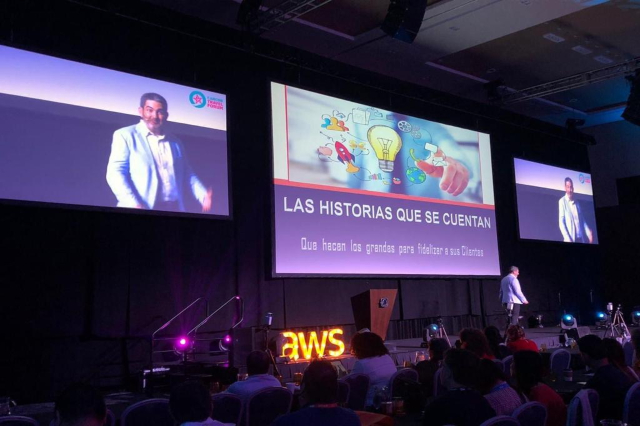 LAS HISTORIAS QUE SE CUENTAN
Que hacen los grandes para fidelizar a sus Clientes
aws